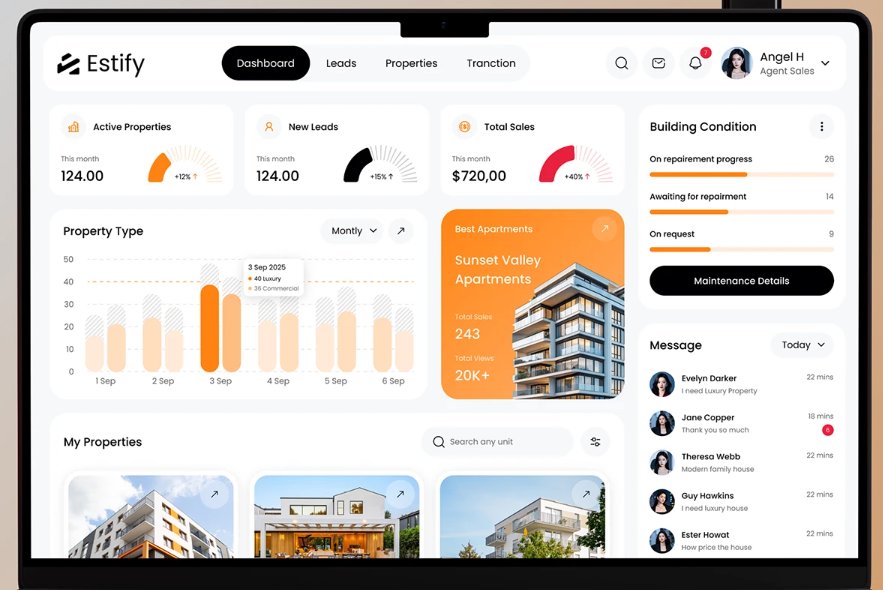 Estify
Dashboard
Leads
Properties
Tranction
7
Angel H
Agent Sales
Active Properties
This month
124.00
+12% ↑
New Leads
This month
124.00
+15% ↑
Total Sales
This month
$720,00
+40% ↑
Building Condition
On repairement progress 26
Awaiting for repairment 14
On request 9
Maintenance Details
Property Type
Montly
50
40
30
20
10
0
3 Sep 2025
40 Luxury
36 Commercial
1 Sep
2 Sep
3 Sep
4 Sep
5 Sep
6 Sep
Best Apartments
Sunset Valley
Apartments
Total Sales
243
Total Views
20K+
Message
Today
Evelyn Darker 22 mins
I need Luxury Property
Jane Copper 18 mins
Thank you so much 6
Theresa Webb 22 mins
Modern family house
Guy Hawkins 22 mins
I need luxury house
Ester Howat 22 mins
How price the house
My Properties
Search any unit